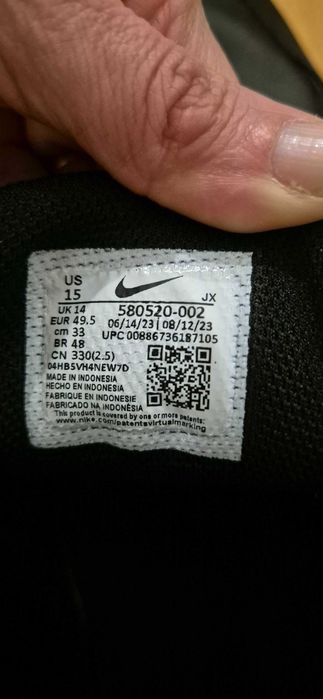 US
15 JX
UK 14 580520-002
EUR 49.5 06/14/23 | 08/12/23
cm 33 UPC 00886736187105
BR 48
CN 330(2.5)
04HB5VH4NEW7D
MADE IN INDONESIA
HECHO EN INDONESIA
FABRIQUE EN INDONESIE
FABRICADO NA INDONÉSIA
This product is covered by one or more patents:
www.nike.com/patentsvirtualmarking